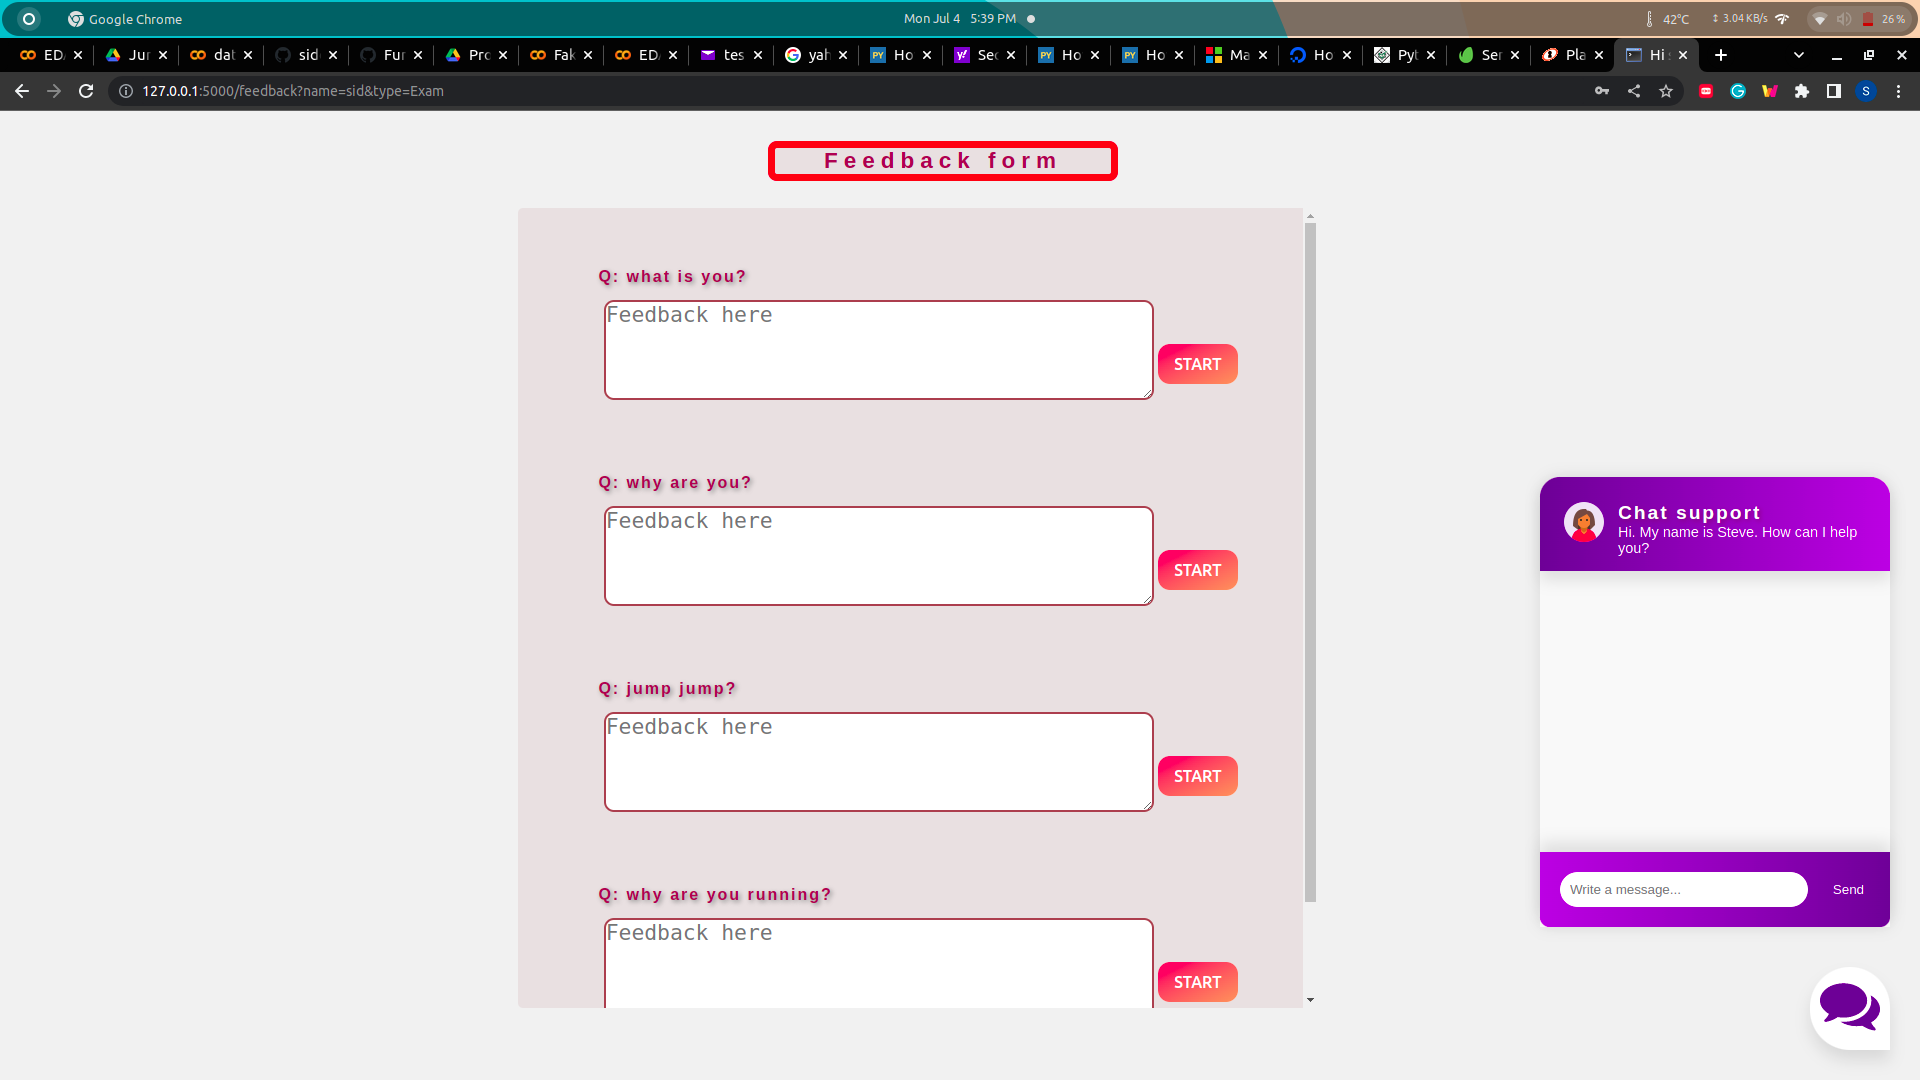 Google Chrome
Mon Jul 4 5:39 PM
42°C
3.04 KB/s
26 %
ED
Jur
dat
sid
Fur
Pro
Fak
ED
tes
yah
Ho
Sec
Ho
Ho
Ma
Ho
Pyt
Ser
Pla
Hi
127.0.0.1:5000/feedback?name=sid&type=Exam
S
Feedback form
Q: what is you?
Feedback here
START
Q: why are you?
Feedback here
START
Q: jump jump?
Feedback here
START
Q: why are you running?
Feedback here
START
Chat support
Hi. My name is Steve. How can I help
you?
Write a message...
Send